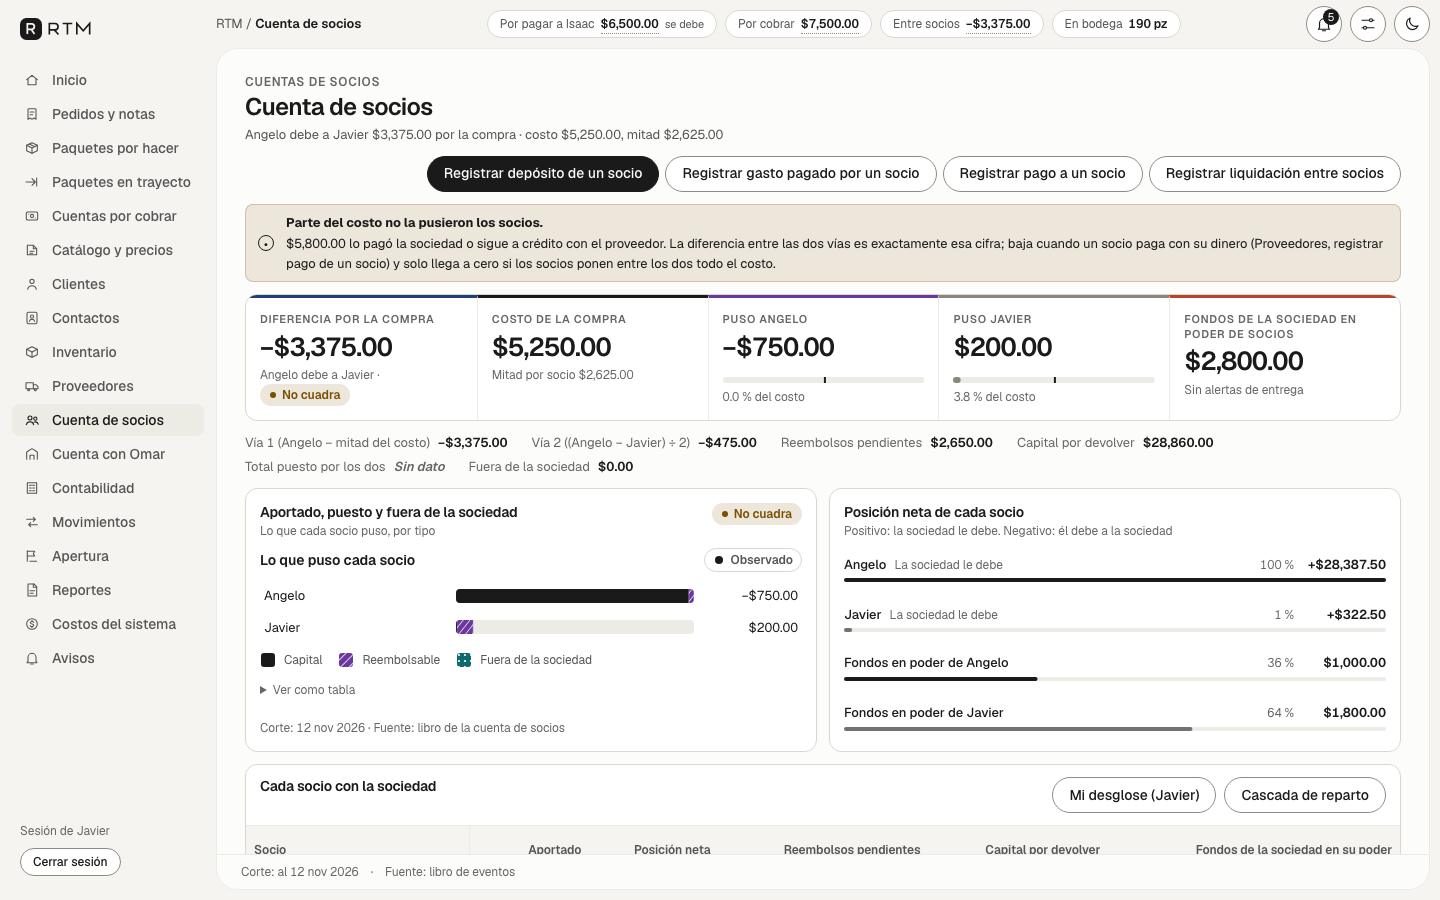 R RTM
RTM / Cuenta de socios
Por pagar a Isaac $6,500.00 se debe
Por cobrar $7,500.00
Entre socios −$3,375.00
En bodega 190 pz
5
Inicio
Pedidos y notas
Paquetes por hacer
Paquetes en trayecto
Cuentas por cobrar
Catálogo y precios
Clientes
Contactos
Inventario
Proveedores
Cuenta de socios
Cuenta con Omar
Contabilidad
Movimientos
Apertura
Reportes
Costos del sistema
Avisos
Sesión de Javier
Cerrar sesión
CUENTAS DE SOCIOS
Cuenta de socios
Angelo debe a Javier $3,375.00 por la compra · costo $5,250.00, mitad $2,625.00
Registrar depósito de un socio
Registrar gasto pagado por un socio
Registrar pago a un socio
Registrar liquidación entre socios
Parte del costo no la pusieron los socios.
$5,800.00 lo pagó la sociedad o sigue a crédito con el proveedor. La diferencia entre las dos vías es exactamente esa cifra; baja cuando un socio paga con su dinero (Proveedores, registrar
pago de un socio) y solo llega a cero si los socios ponen entre los dos todo el costo.
DIFERENCIA POR LA COMPRA
−$3,375.00
Angelo debe a Javier ·
No cuadra
COSTO DE LA COMPRA
$5,250.00
Mitad por socio $2,625.00
PUSO ANGELO
−$750.00
0.0 % del costo
PUSO JAVIER
$200.00
3.8 % del costo
FONDOS DE LA SOCIEDAD EN
PODER DE SOCIOS
$2,800.00
Sin alertas de entrega
Vía 1 (Angelo − mitad del costo) −$3,375.00
Vía 2 ((Angelo − Javier) ÷ 2) −$475.00
Reembolsos pendientes $2,650.00
Capital por devolver $28,860.00
Total puesto por los dos Sin dato
Fuera de la sociedad $0.00
Aportado, puesto y fuera de la sociedad
No cuadra
Lo que cada socio puso, por tipo
Lo que puso cada socio
Observado
Angelo −$750.00
Javier $200.00
Capital
Reembolsable
Fuera de la sociedad
Ver como tabla
Corte: 12 nov 2026 · Fuente: libro de la cuenta de socios
Posición neta de cada socio
Positivo: la sociedad le debe. Negativo: él debe a la sociedad
Angelo La sociedad le debe 100 % +$28,387.50
Javier La sociedad le debe 1 % +$322.50
Fondos en poder de Angelo 36 % $1,000.00
Fondos en poder de Javier 64 % $1,800.00
Cada socio con la sociedad
Mi desglose (Javier)
Cascada de reparto
Socio
Aportado
Posición neta
Reembolsos pendientes
Capital por devolver
Fondos de la sociedad en su poder
Corte: al 12 nov 2026 · Fuente: libro de eventos